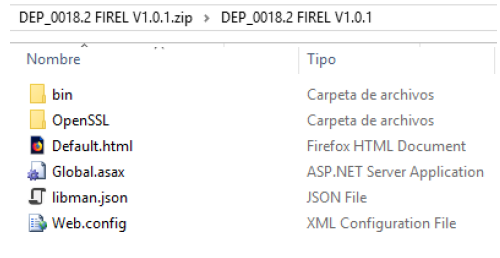 DEP_0018.2 FIREL V1.0.1.zip > DEP_0018.2 FIREL V1.0.1
Nombre Tipo
bin Carpeta de archivos
OpenSSL Carpeta de archivos
Default.html Firefox HTML Document
Global.asax ASP.NET Server Application
libman.json JSON File
Web.config XML Configuration File